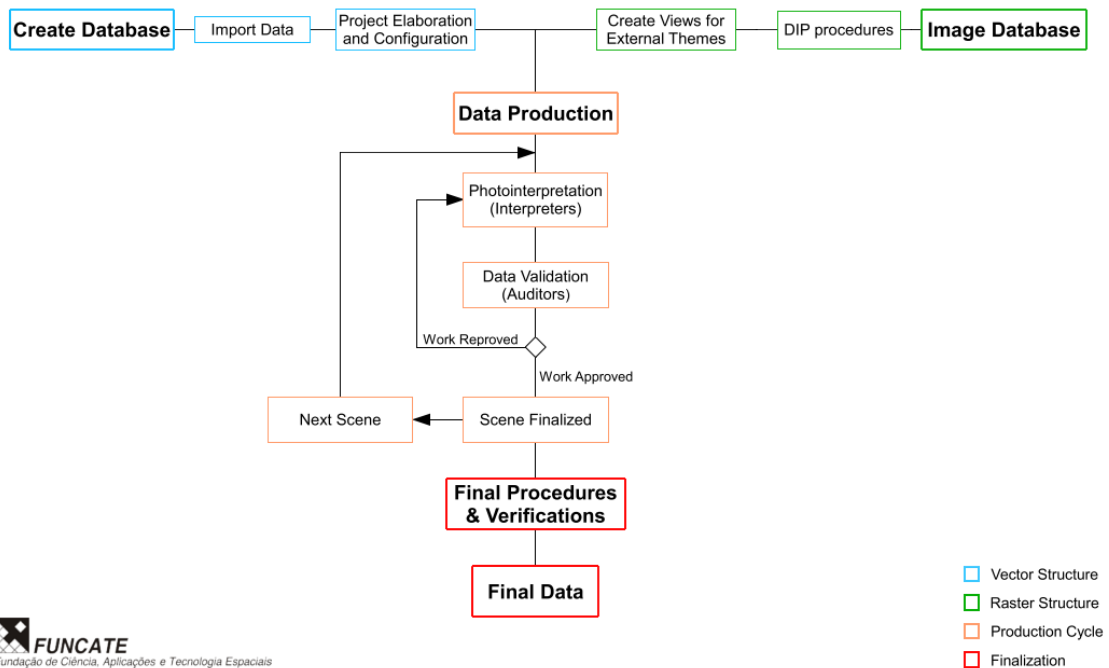 Create Database
Import Data
Project Elaboration
and Configuration
Create Views for
External Themes
DIP procedures
Image Database
Data Production
Photointerpretation
(Interpreters)
Data Validation
(Auditors)
Work Reproved
Work Approved
Next Scene
Scene Finalized
Final Procedures
& Verifications
Final Data
Vector Structure
Raster Structure
Production Cycle
Finalization
FUNCATE
Fundação de Ciência, Aplicações e Tecnologia Espaciais